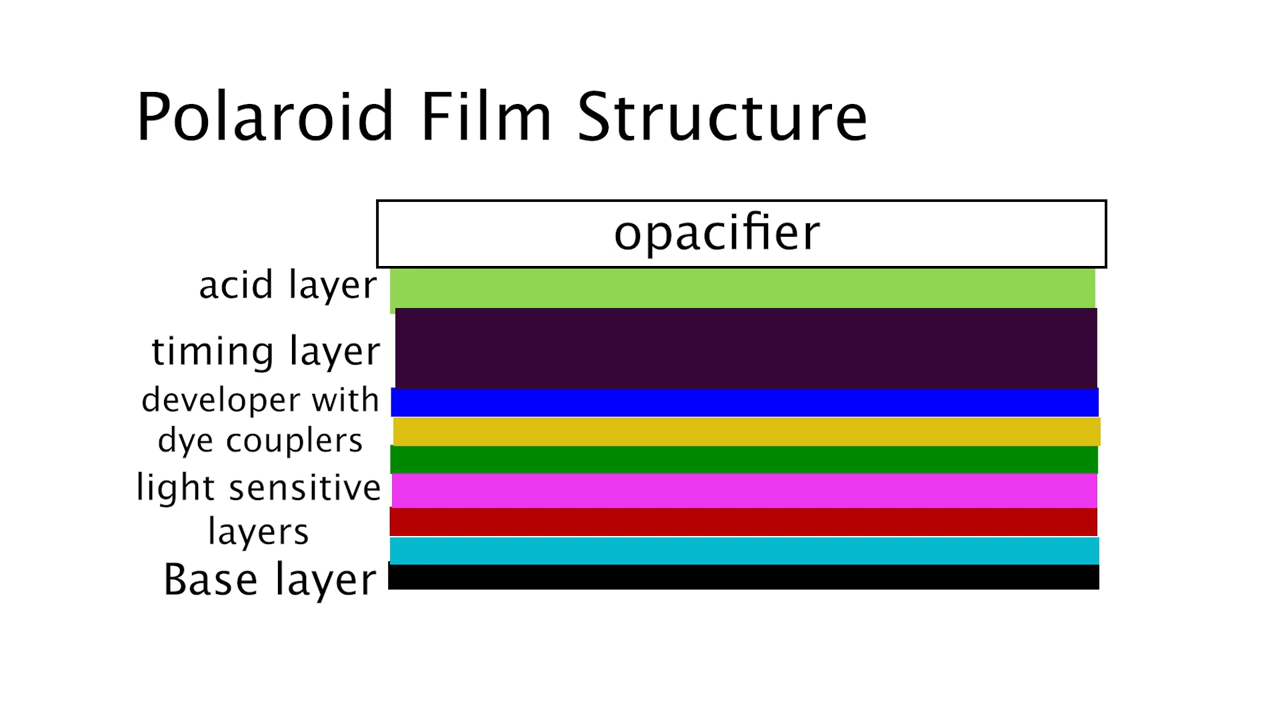 Polaroid Film Structure
opacifier
acid layer
timing layer
developer with
dye couplers
light sensitive
layers
Base layer